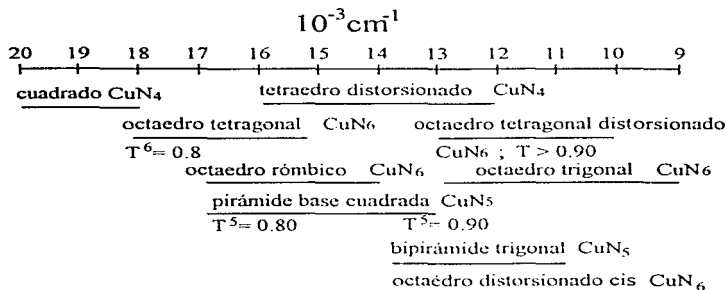 10⁻³cm⁻¹
20 19 18 17 16 15 14 13 12 11 10 9
cuadrado CuN₄
tetraedro distorsionado CuN₄
octaedro tetragonal CuN₆ octaedro tetragonal distorsionado
T⁶= 0.8 CuN₆ ; T > 0.90
octaedro rómbico CuN₆ octaedro trigonal CuN₆
pirámide base cuadrada CuN₅
T⁵= 0.80 T⁵= 0.90
bipirámide trigonal CuN₅
octaédro distorsionado cis CuN₆